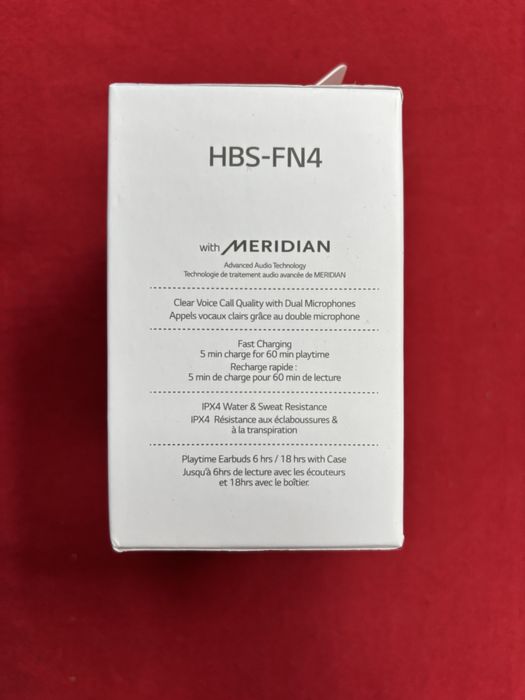 HBS-FN4
with MERIDIAN
Advanced Audio Technology
Technologie de traitement audio avancée de MERIDIAN
Clear Voice Call Quality with Dual Microphones
Appels vocaux clairs grâce au double microphone
Fast Charging
5 min charge for 60 min playtime
Recharge rapide :
5 min de charge pour 60 min de lecture
IPX4 Water & Sweat Resistance
IPX4 Résistance aux éclaboussures &
à la transpiration
Playtime Earbuds 6 hrs / 18 hrs with Case
Jusqu'à 6hrs de lecture avec les écouteurs
et 18hrs avec le boîtier.